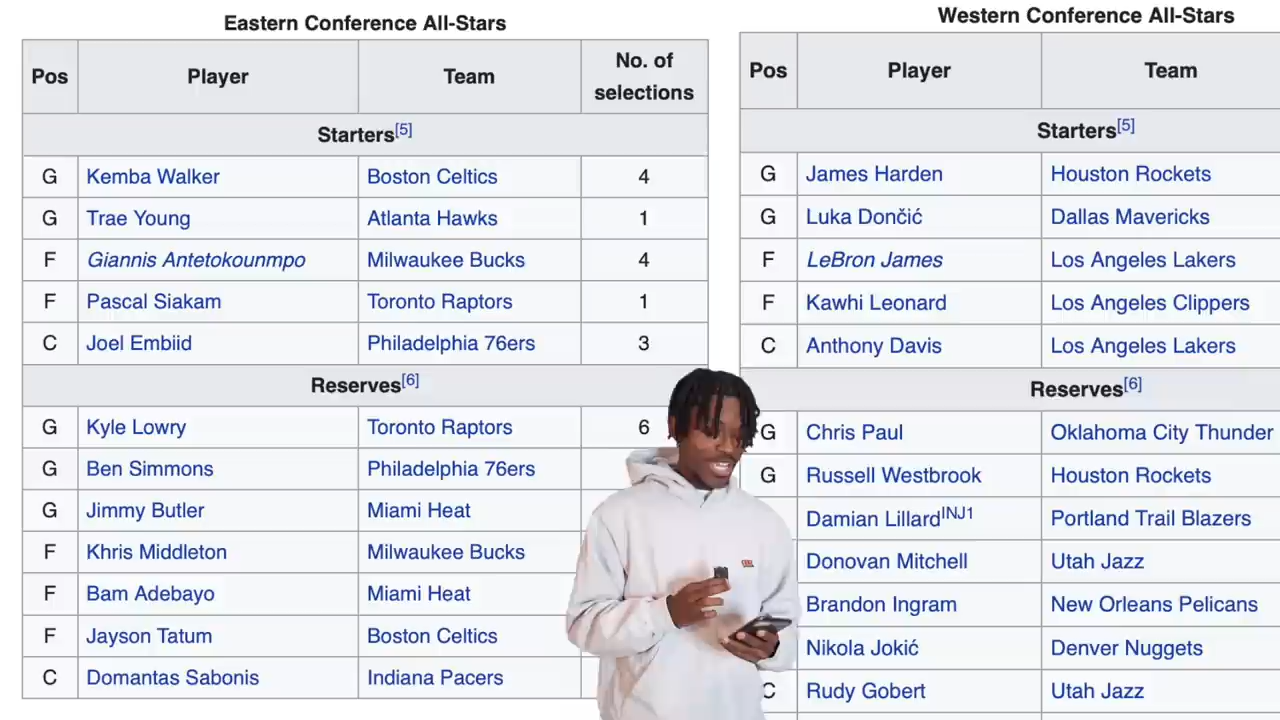 Eastern Conference All-Stars
Pos Player Team No. of selections
Starters[5]
G Kemba Walker Boston Celtics 4
G Trae Young Atlanta Hawks 1
F Giannis Antetokounmpo Milwaukee Bucks 4
F Pascal Siakam Toronto Raptors 1
C Joel Embiid Philadelphia 76ers 3
Reserves[6]
G Kyle Lowry Toronto Raptors 6
G Ben Simmons Philadelphia 76ers
G Jimmy Butler Miami Heat
F Khris Middleton Milwaukee Bucks
F Bam Adebayo Miami Heat
F Jayson Tatum Boston Celtics
C Domantas Sabonis Indiana Pacers
Western Conference All-Stars
Pos Player Team
Starters[5]
G James Harden Houston Rockets
G Luka Dončić Dallas Mavericks
F LeBron James Los Angeles Lakers
F Kawhi Leonard Los Angeles Clippers
C Anthony Davis Los Angeles Lakers
Reserves[6]
G Chris Paul Oklahoma City Thunder
G Russell Westbrook Houston Rockets
Damian LillardINJ1 Portland Trail Blazers
Donovan Mitchell Utah Jazz
Brandon Ingram New Orleans Pelicans
Nikola Jokić Denver Nuggets
C Rudy Gobert Utah Jazz